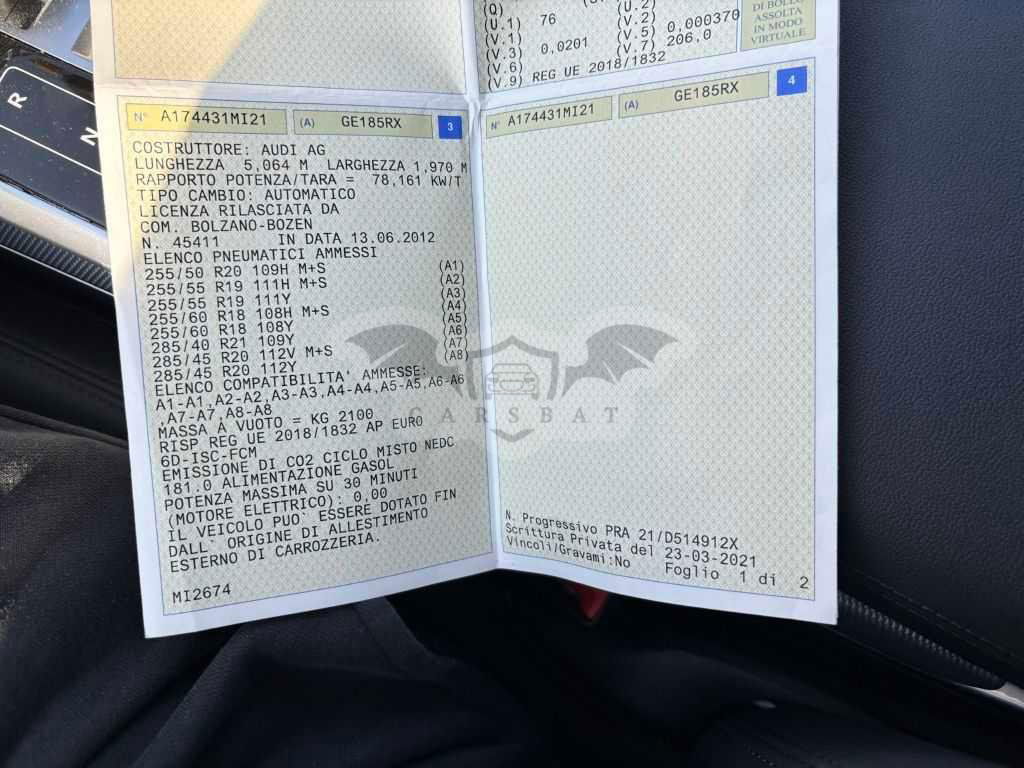 R
N
(Q)
(U.2)
(U.1) 76 (V.2)
(V.1) (V.5) 0,000370
(V.3) 0,0201 (V.7) 206,0
(V.6)
(V.9) REG UE 2018/1832
DI BOLLO
ASSOLTA
IN MODO
VIRTUALE
N° A174431MI21 (A) GE185RX 3
COSTRUTTORE: AUDI AG
LUNGHEZZA 5,064 M LARGHEZZA 1,970 M
RAPPORTO POTENZA/TARA = 78,161 KW/T
TIPO CAMBIO: AUTOMATICO
LICENZA RILASCIATA DA
COM. BOLZANO-BOZEN
N. 45411 IN DATA 13.06.2012
ELENCO PNEUMATICI AMMESSI
255/50 R20 109H M+S (A1)
255/55 R19 111H M+S (A2)
255/55 R19 111Y (A3)
255/60 R18 108H M+S (A4)
255/60 R18 108Y (A5)
285/40 R21 109Y (A6)
285/45 R20 112V M+S (A7)
285/45 R20 112Y (A8)
ELENCO COMPATIBILITA' AMMESSE:
A1-A1,A2-A2,A3-A3,A4-A4,A5-A5,A6-A6
,A7-A7,A8-A8
MASSA A VUOTO = KG 2100
RISP REG UE 2018/1832 AP EURO
6D-ISC-FCM
EMISSIONE DI CO2 CICLO MISTO NEDC
181.0 ALIMENTAZIONE GASOL
POTENZA MASSIMA SU 30 MINUTI
(MOTORE ELETTRICO): 0,00
IL VEICOLO PUO` ESSERE DOTATO FIN
DALL` ORIGINE DI ALLESTIMENTO
ESTERNO DI CARROZZERIA.
MI2674
N° A174431MI21 (A) GE185RX 4
CARSBAT
N. Progressivo PRA 21/D514912X
Scrittura Privata del 23-03-2021
Vincoli/Gravami:No Foglio 1 di 2